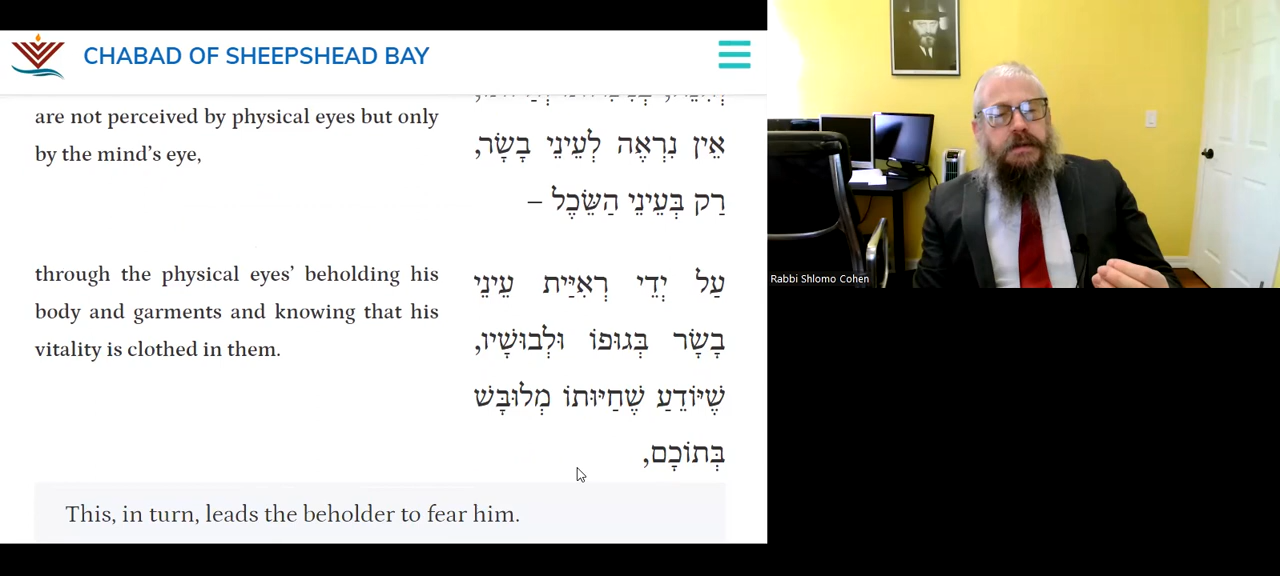 CHABAD OF SHEEPSHEAD BAY
are not perceived by physical eyes but only
by the mind's eye,
אֵין נִרְאֶה לְעֵינֵי בָשָׂר,
רַק בְּעֵינֵי הַשֵּׂכֶל –
through the physical eyes' beholding his
body and garments and knowing that his
vitality is clothed in them.
עַל יְדֵי רְאִיַּית עֵינֵי
בָשָׂר בְּגוּפוֹ וּלְבוּשָׁיו,
שֶׁיּוֹדֵעַ שֶׁחַיּוּתוֹ מְלוּבָּשׁ
בְּתוֹכָם,
This, in turn, leads the beholder to fear him.
Rabbi Shlomo Cohen